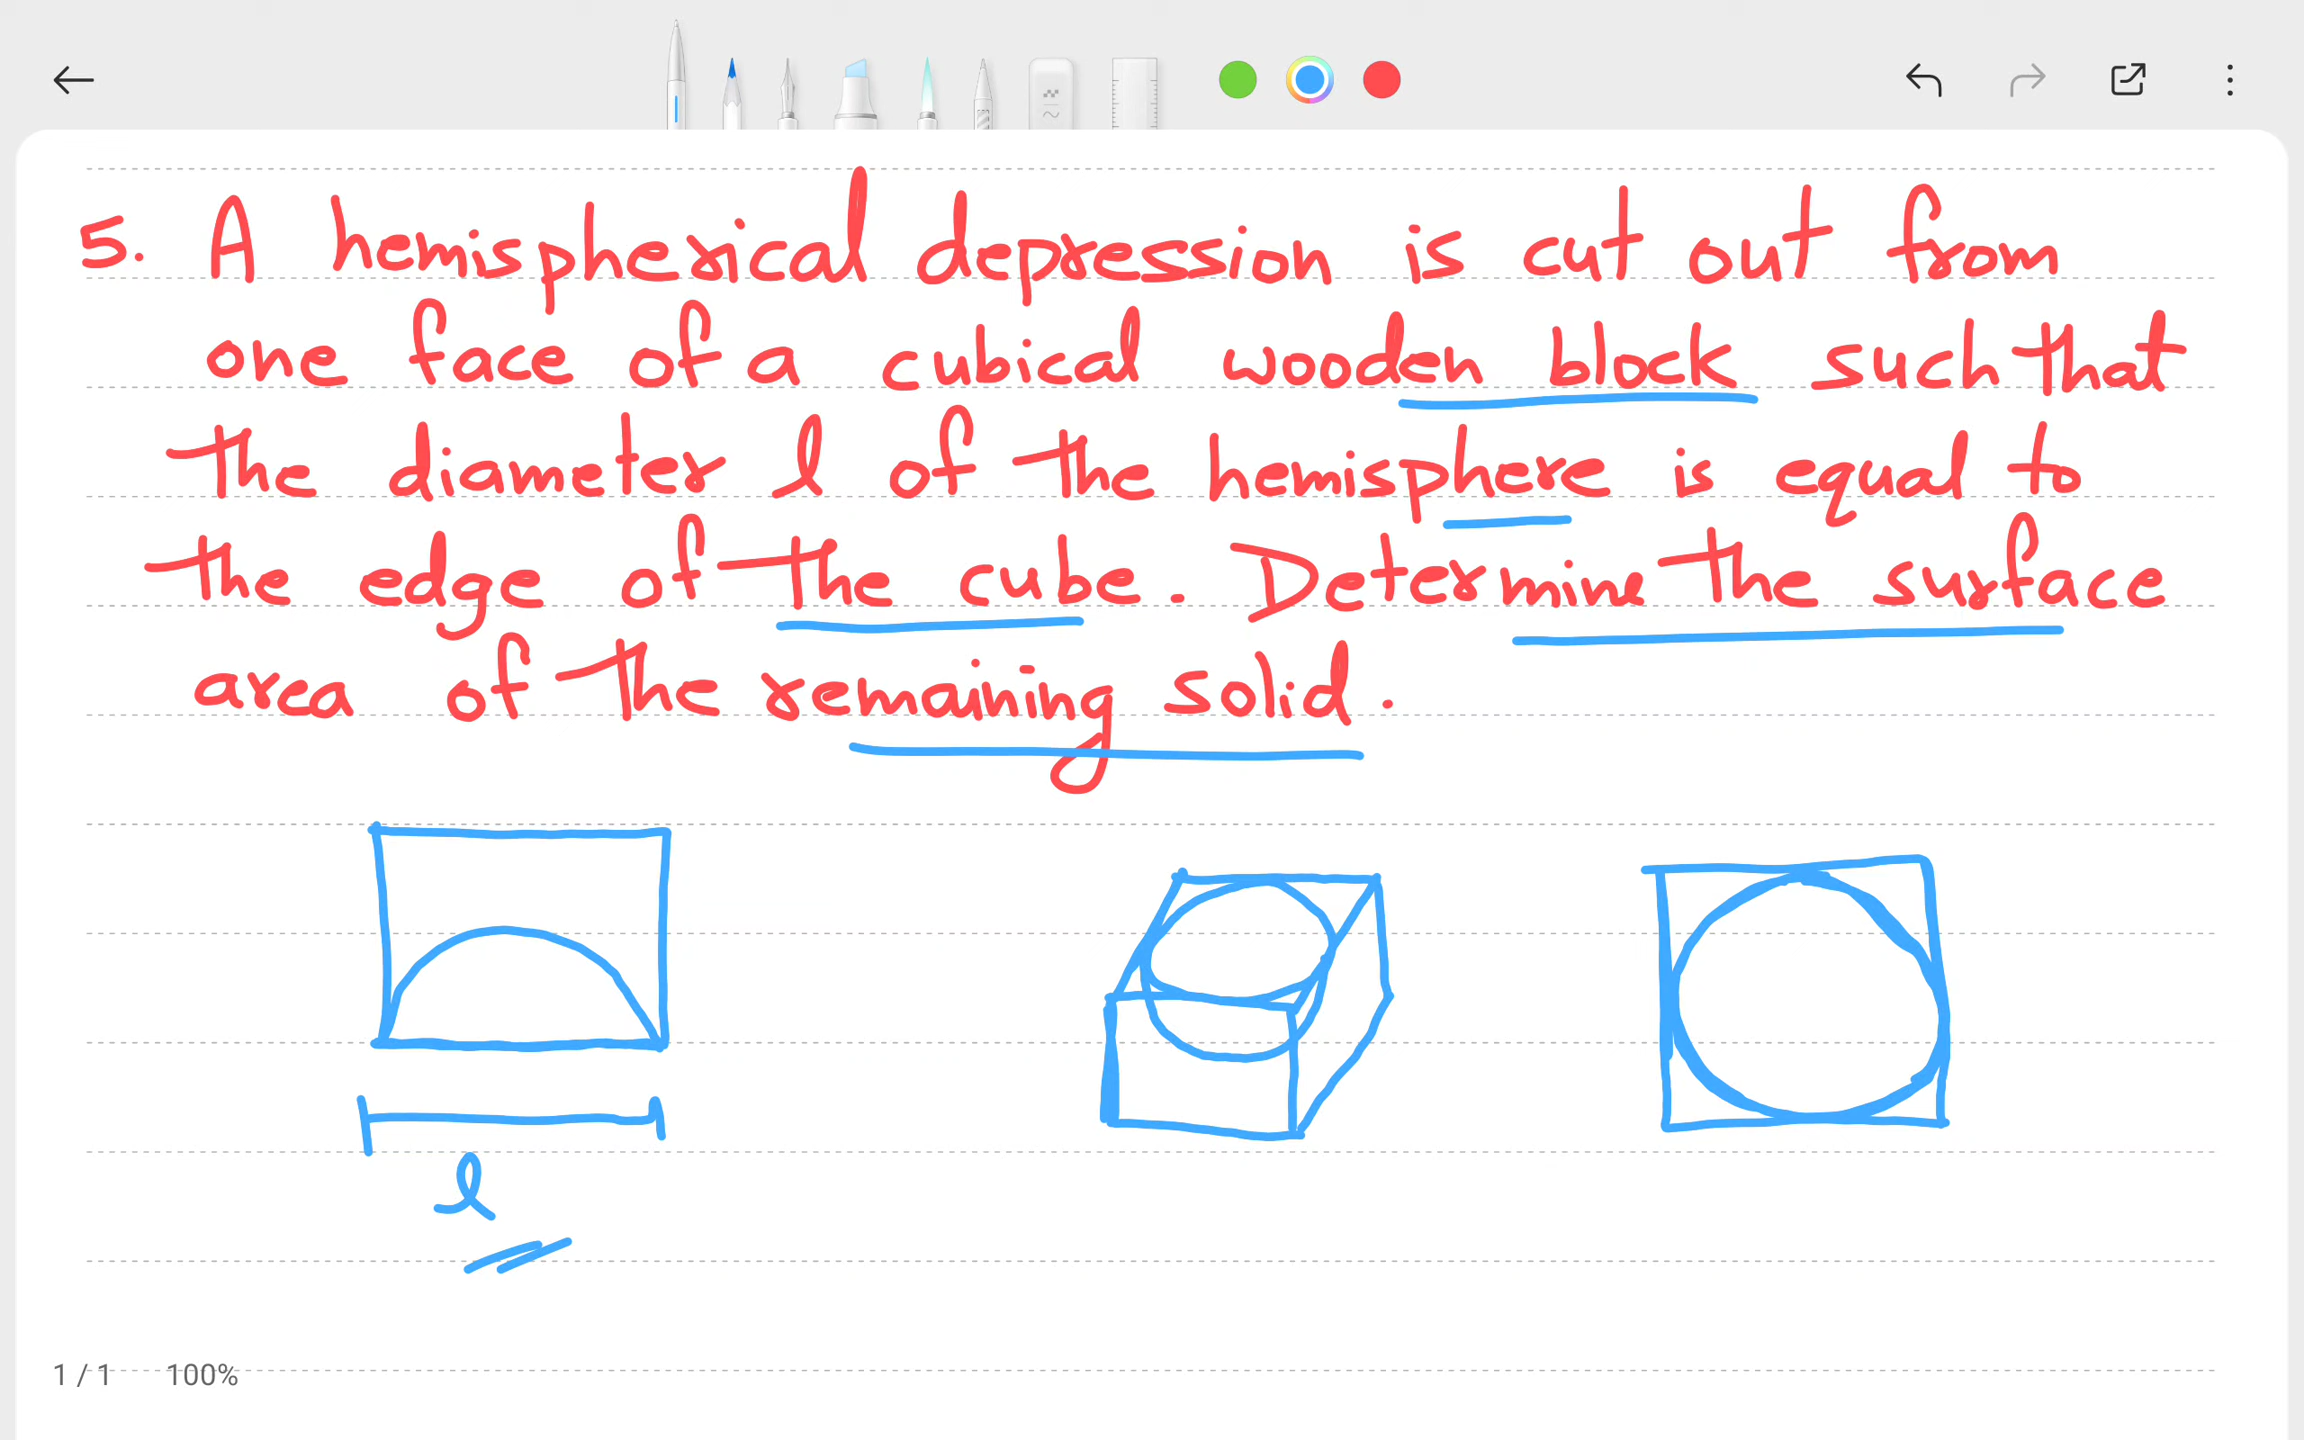 5. A hemispherical depression is cut out from
one face of a cubical wooden block such that
the diameter l of the hemisphere is equal to
the edge of the cube. Determine the surface
area of the remaining solid.
l
1 / 1 100%